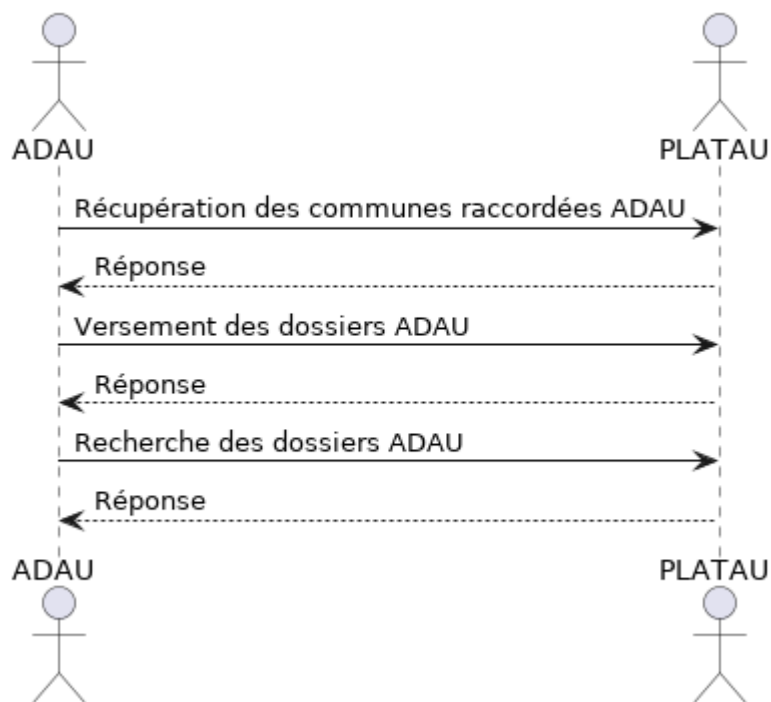 ADAU
PLATAU
Récupération des communes raccordées ADAU
Réponse
Versement des dossiers ADAU
Réponse
Recherche des dossiers ADAU
Réponse
ADAU
PLATAU